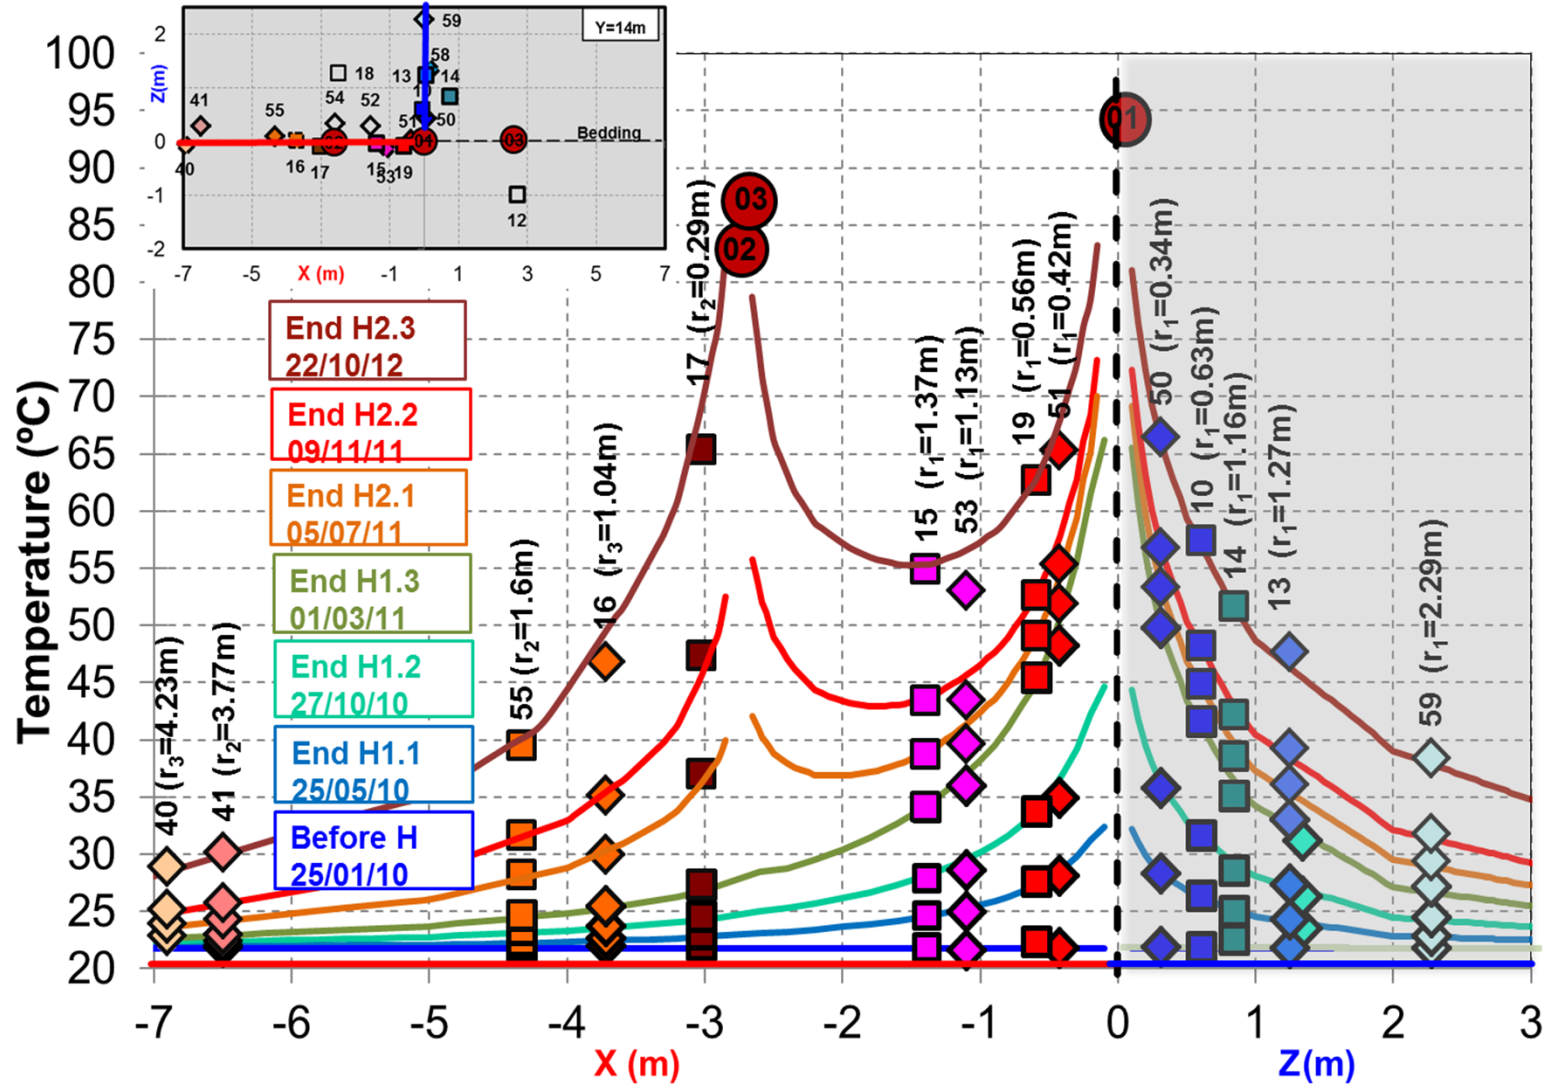 Temperature (ºC)
100
95
90
85
80
75
70
65
60
55
50
45
40
35
30
25
20
-7
-6
-5
-4
-3
-2
-1
0
1
2
3
X (m)
Z(m)
Y=14m
Z(m)
2
0
-1
-2
-7
-5
X (m)
-1
1
3
5
7
Bedding
59
58
13
14
18
54
52
41
55
51
50
01
03
40
16
17
53
19
12
End H2.3
22/10/12
End H2.2
09/11/11
End H2.1
05/07/11
End H1.3
01/03/11
End H1.2
27/10/10
End H1.1
25/05/10
Before H
25/01/10
03
02
01
40 (r3=4.23m)
41 (r2=3.77m)
55 (r2=1.6m)
16 (r3=1.04m)
17 (r2=0.29m)
15 (r1=1.37m)
53 (r1=1.13m)
19 (r1=0.56m)
51 (r1=0.42m)
50 (r1=0.34m)
10 (r1=0.63m)
14 (r1=1.16m)
13 (r1=1.27m)
59 (r1=2.29m)